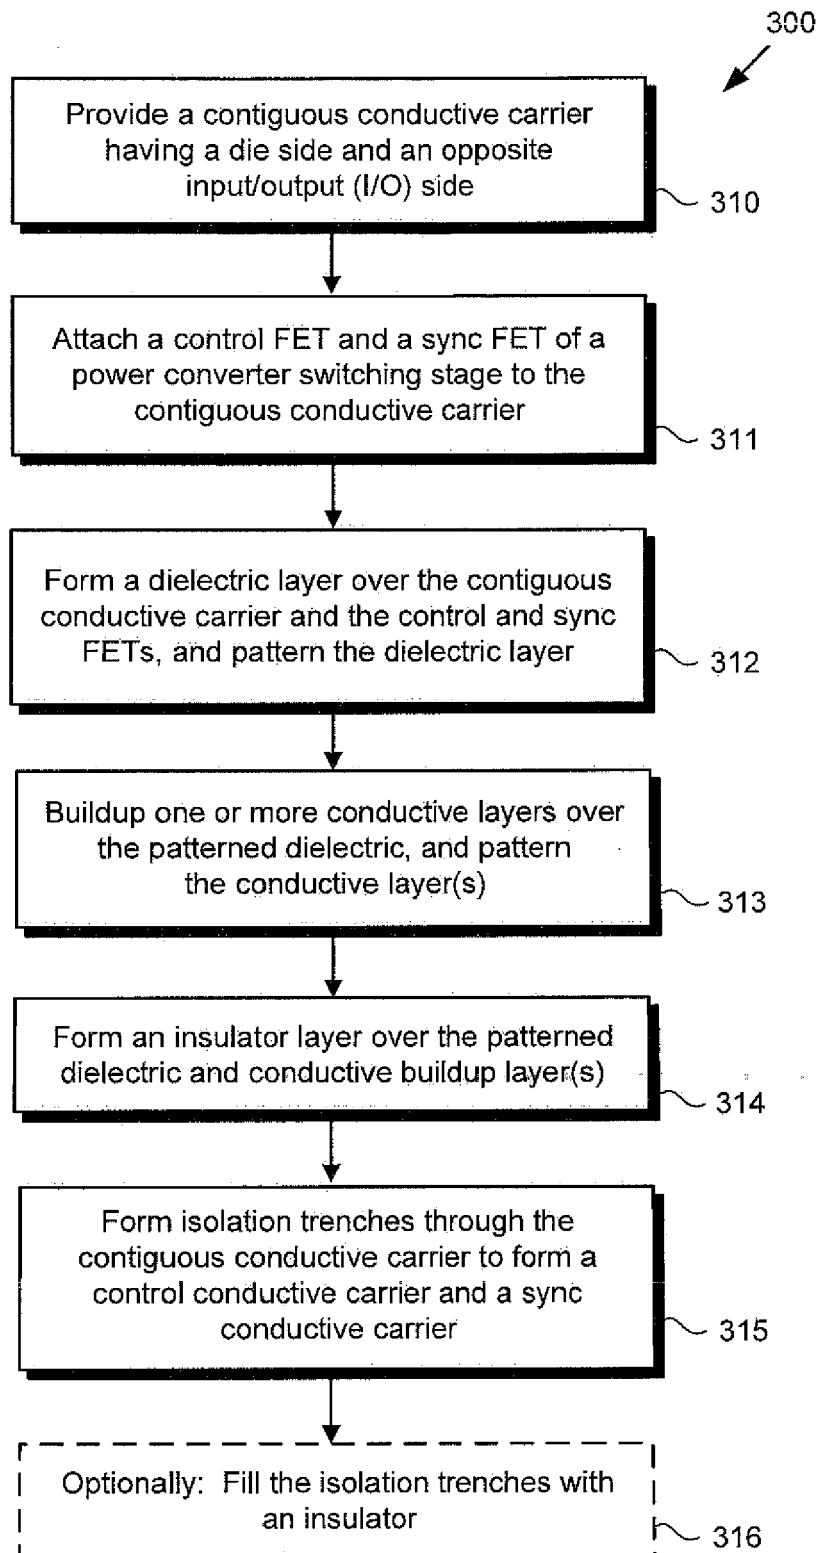 300
Provide a contiguous conductive carrier
having a die side and an opposite
input/output (I/O) side
310
Attach a control FET and a sync FET of a
power converter switching stage to the
contiguous conductive carrier
311
Form a dielectric layer over the contiguous
conductive carrier and the control and sync
FETs, and pattern the dielectric layer
312
Buildup one or more conductive layers over
the patterned dielectric, and pattern
the conductive layer(s)
313
Form an insulator layer over the patterned
dielectric and conductive buildup layer(s)
314
Form isolation trenches through the
contiguous conductive carrier to form a
control conductive carrier and a sync
conductive carrier
315
Optionally: Fill the isolation trenches with
an insulator
316